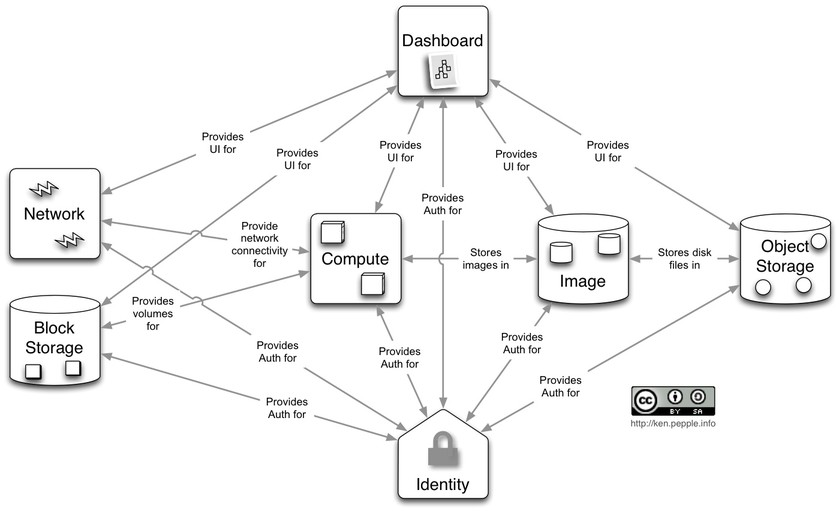 Dashboard
Provides
UI for
Provides
UI for
Provides
UI for
Provides
UI for
Provides
UI for
Provides
Auth for
Network
Provide
network
connectivity
for
Compute
Stores
images in
Image
Stores disk
files in
Object
Storage
Block
Storage
Provides
volumes
for
Provides
Auth for
Provides
Auth for
Provides
Auth for
Provides
Auth for
Provides
Auth for
Identity
cc
BY SA
http://ken.pepple.info